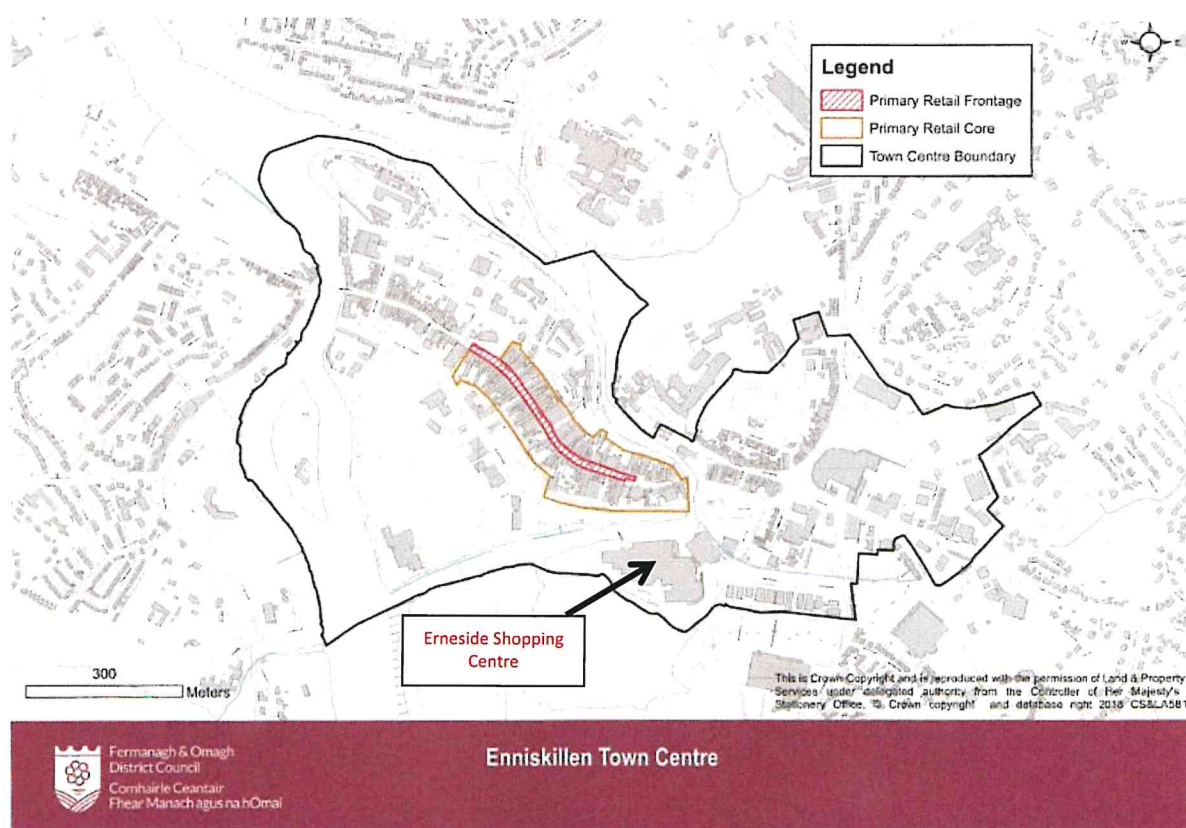 Legend
Primary Retail Frontage
Primary Retail Core
Town Centre Boundary
Erneside Shopping
Centre
300
Meters
This is Crown Copyright and is reproduced with the permission of Land & Property
Services under delegated authority from the Controller of Her Majesty's
Stationery Office, © Crown copyright and database right 2018 CS&LA581
Fermanagh & Omagh
District Council
Comhairle Ceantair
Fhear Manach agus na hÓmaí
Enniskillen Town Centre